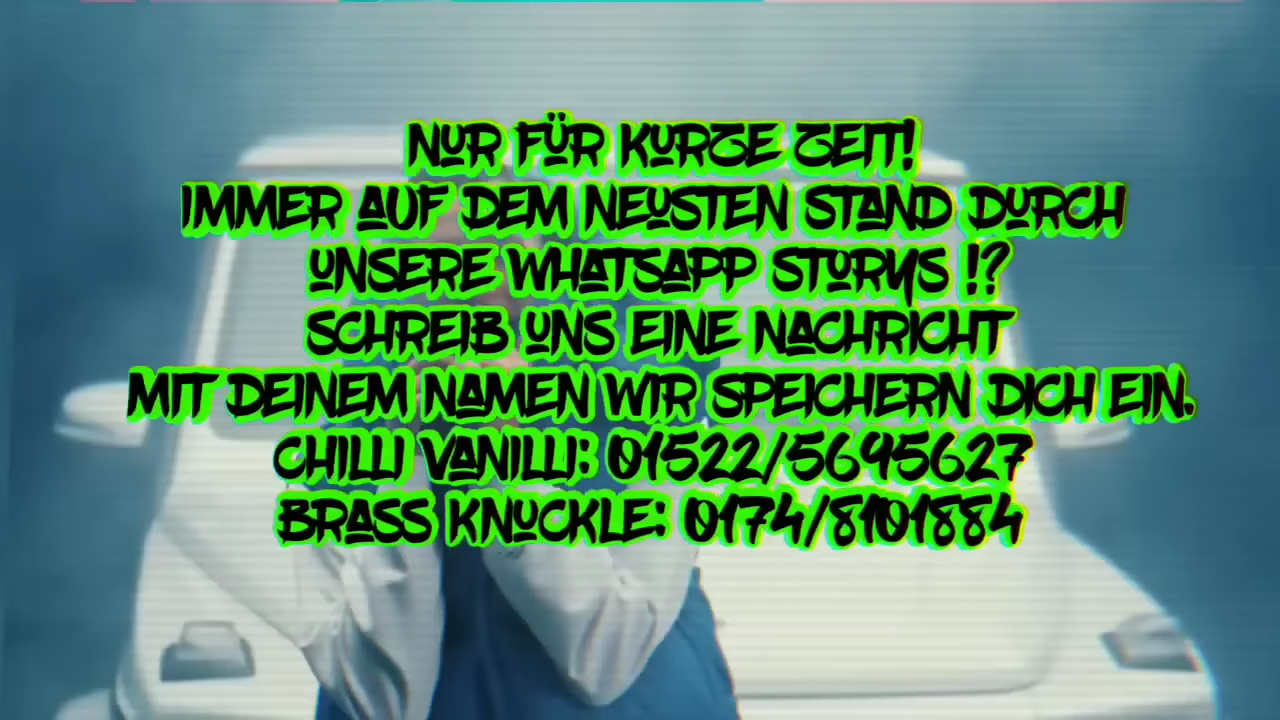 NUR FÜR KURZE ZEIT!
IMMER AUF DEM NEUSTEN STAND DURCH
UNSERE WHATSAPP STORYS !?
SCHREIB UNS EINE NACHRICHT
MIT DEINEM NAMEN WIR SPEICHERN DICH EIN.
CHILLI VANILLI: 01522/5695627
BRASS KNUCKLE: 0174/8101884